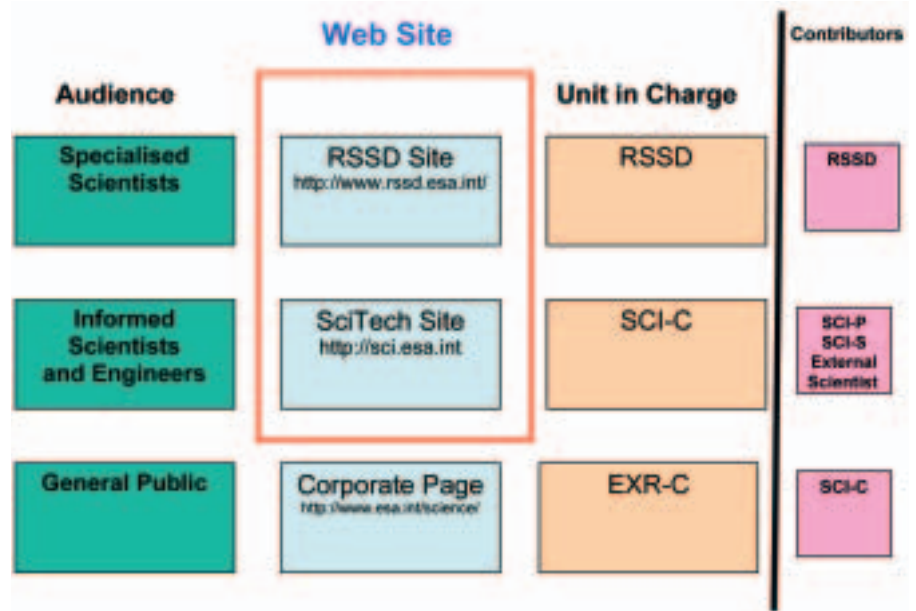 Web Site
Contributors
Audience
Unit in Charge
Specialised
Scientists
RSSD Site
http://www.rssd.esa.int/
RSSD
RSSD
Informed
Scientists
and Engineers
SciTech Site
http://sci.esa.int
SCI-C
SCI-P
SCI-S
External
Scientist
General Public
Corporate Page
http://www.esa.int/science/
EXR-C
SCI-C